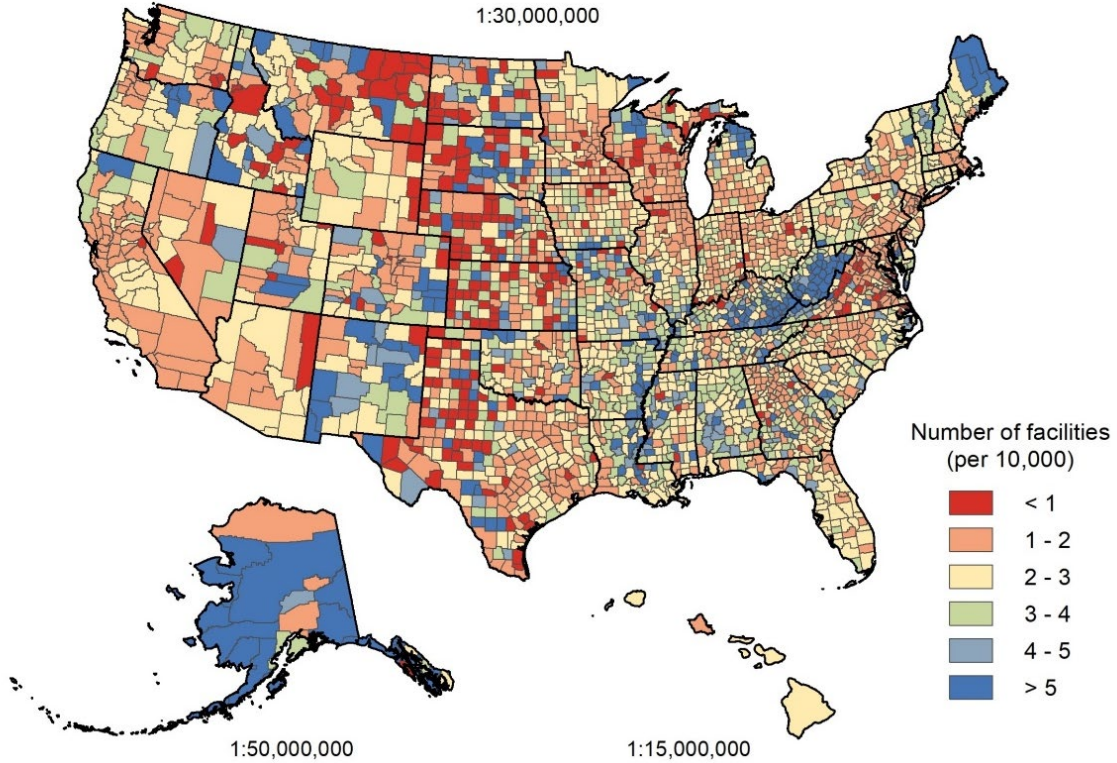 1:30,000,000
Number of facilities
(per 10,000)
< 1
1 - 2
2 - 3
3 - 4
4 - 5
> 5
1:50,000,000
1:15,000,000